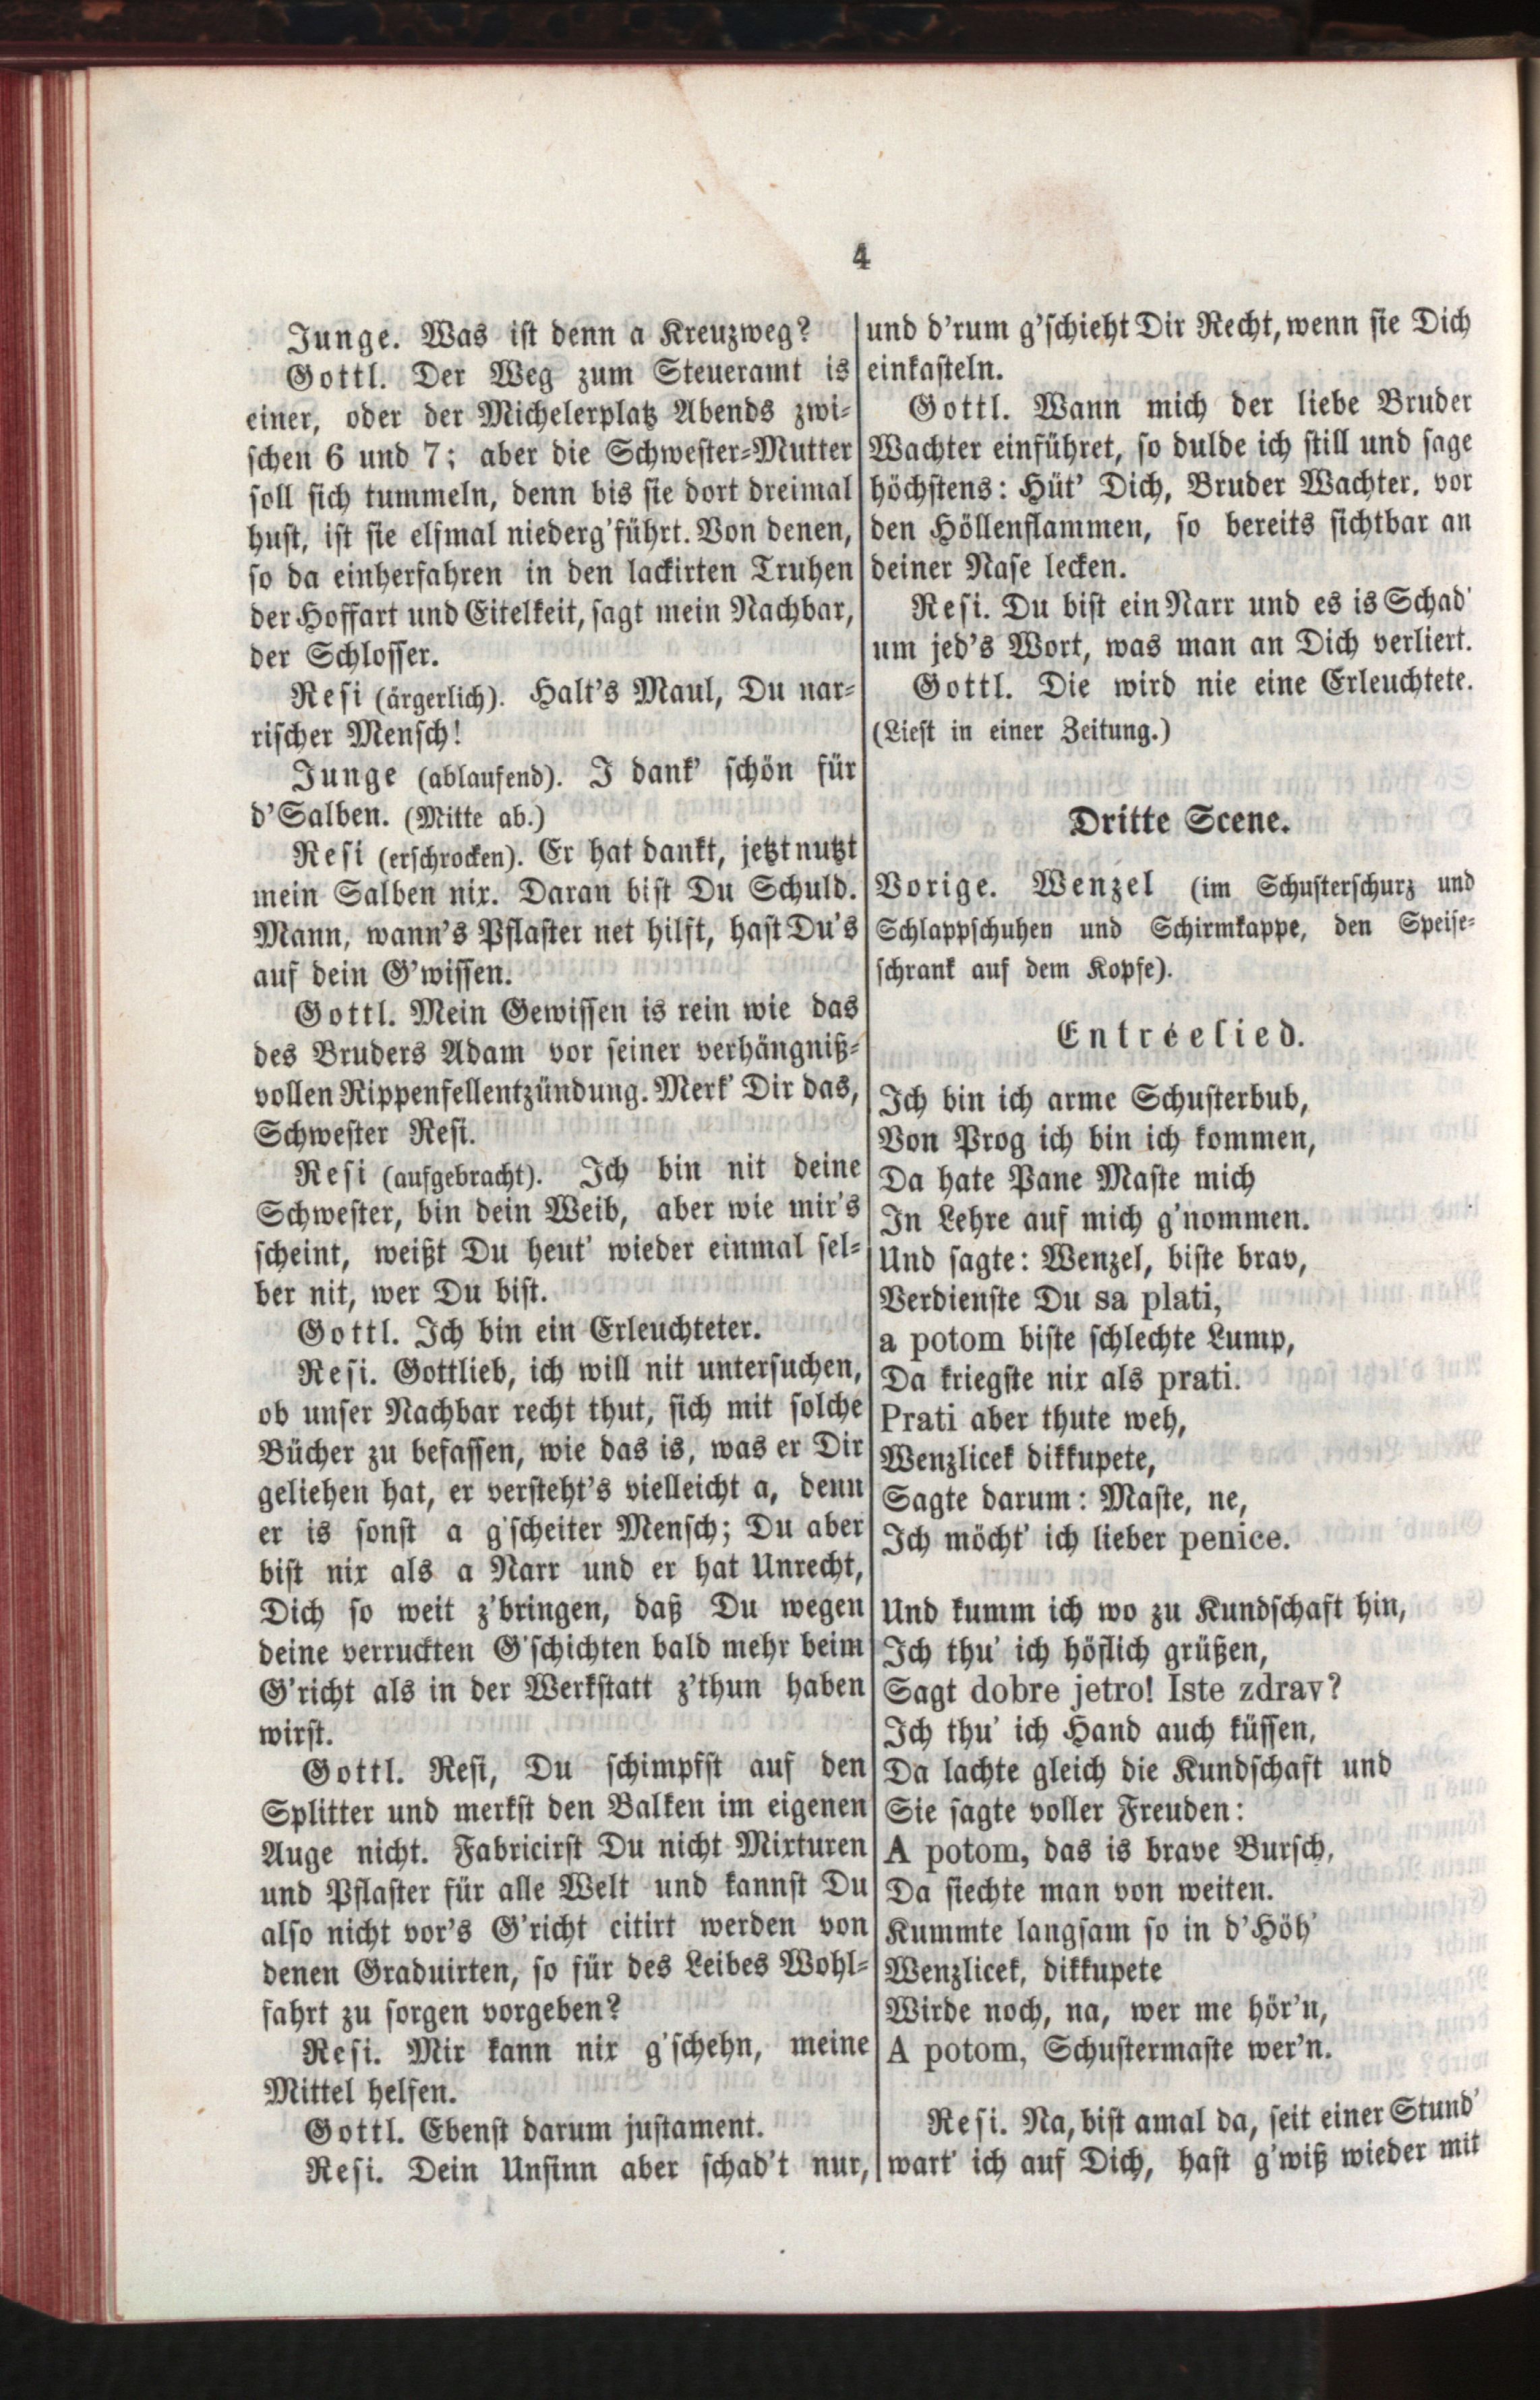 4
Junge. Was ist denn a Kreuzweg?
Gottl. Der Weg zum Steueramt is
einer, oder der Michelerplatz Abends zwi-
schen 6 und 7; aber die Schwester-Mutter
soll sich tummeln, denn bis sie dort dreimal
hust, ist sie elfmal niederg'führt. Von denen,
so da einherfahren in den lackirten Truhen
der Hoffart und Eitelkeit, sagt mein Nachbar,
der Schlosser.
Resi (ärgerlich). Halt's Maul, Du nar-
rischer Mensch!
Junge (ablaufend). I dank' schön für
d'Salben. (Mitte ab.)
Resi (erschrocken). Er hat dankt, jetzt nutzt
mein Salben nix. Daran bist Du Schuld.
Mann, wann's Pflaster net hilft, hast Du's
auf dein G'wissen.
Gottl. Mein Gewissen is rein wie das
des Bruders Adam vor seiner verhängniß-
vollen Rippenfellentzündung. Merk' Dir das,
Schwester Resi.
Resi (aufgebracht). Ich bin nit deine
Schwester, bin dein Weib, aber wie mir's
scheint, weißt Du heut' wieder einmal sel-
ber nit, wer Du bist.
Gottl. Ich bin ein Erleuchteter.
Resi. Gottlieb, ich will nit untersuchen,
ob unser Nachbar recht thut, sich mit solche
Bücher zu befassen, wie das is, was er Dir
geliehen hat, er versteht's vielleicht a, denn
er is sonst a g'scheiter Mensch; Du aber
bist nix als a Narr und er hat Unrecht,
Dich so weit z'bringen, daß Du wegen
deine verruckten G'schichten bald mehr beim
G'richt als in der Werkstatt z'thun haben
wirst.
Gottl. Resi, Du schimpfst auf den
Splitter und merkst den Balken im eigenen
Auge nicht. Fabricirst Du nicht Mixturen
und Pflaster für alle Welt und kannst Du
also nicht vor's G'richt citirt werden von
denen Graduirten, so für des Leibes Wohl-
fahrt zu sorgen vorgeben?
Resi. Mir kann nix g'schehn, meine
Mittel helfen.
Gottl. Ebenst darum justament.
Resi. Dein Unsinn aber schad't nur,
und d'rum g'schieht Dir Recht, wenn sie Dich
einkasteln.
Gottl. Wann mich der liebe Bruder
Wachter einführet, so dulde ich still und sage
höchstens: Hüt' Dich, Bruder Wachter, vor
den Höllenflammen, so bereits sichtbar an
deiner Nase lecken.
Resi. Du bist ein Narr und es is Schad'
um jed's Wort, was man an Dich verliert.
Gottl. Die wird nie eine Erleuchtete.
(Liest in einer Zeitung.)
Dritte Scene.
Vorige. Wenzel (im Schusterschurz und
Schlappschuhen und Schirmkappe, den Speise-
schrank auf dem Kopfe).
Entréelied.
Ich bin ich arme Schusterbub,
Von Prog ich bin ich kommen,
Da hate Pane Maste mich
In Lehre auf mich g'nommen.
Und sagte: Wenzel, biste brav,
Verdienste Du sa plati,
a potom biste schlechte Lump,
Da kriegste nix als prati.
Prati aber thute weh,
Wenzlicek dikkupete,
Sagte darum: Maste, ne,
Ich möcht' ich lieber penice.
Und kumm ich wo zu Kundschaft hin,
Ich thu' ich höflich grüßen,
Sagt dobre jetro! Iste zdrav?
Ich thu' ich Hand auch küssen,
Da lachte gleich die Kundschaft und
Sie sagte voller Freuden:
A potom, das is brave Bursch,
Da siechte man von weiten.
Kummte langsam so in d'Höh'
Wenzlicek, dikkupete
Wirde noch, na, wer me hör'n,
A potom, Schustermaste wer'n.
Resi. Na, bist amal da, seit einer Stund'
wart' ich auf Dich, hast g'wiß wieder mit